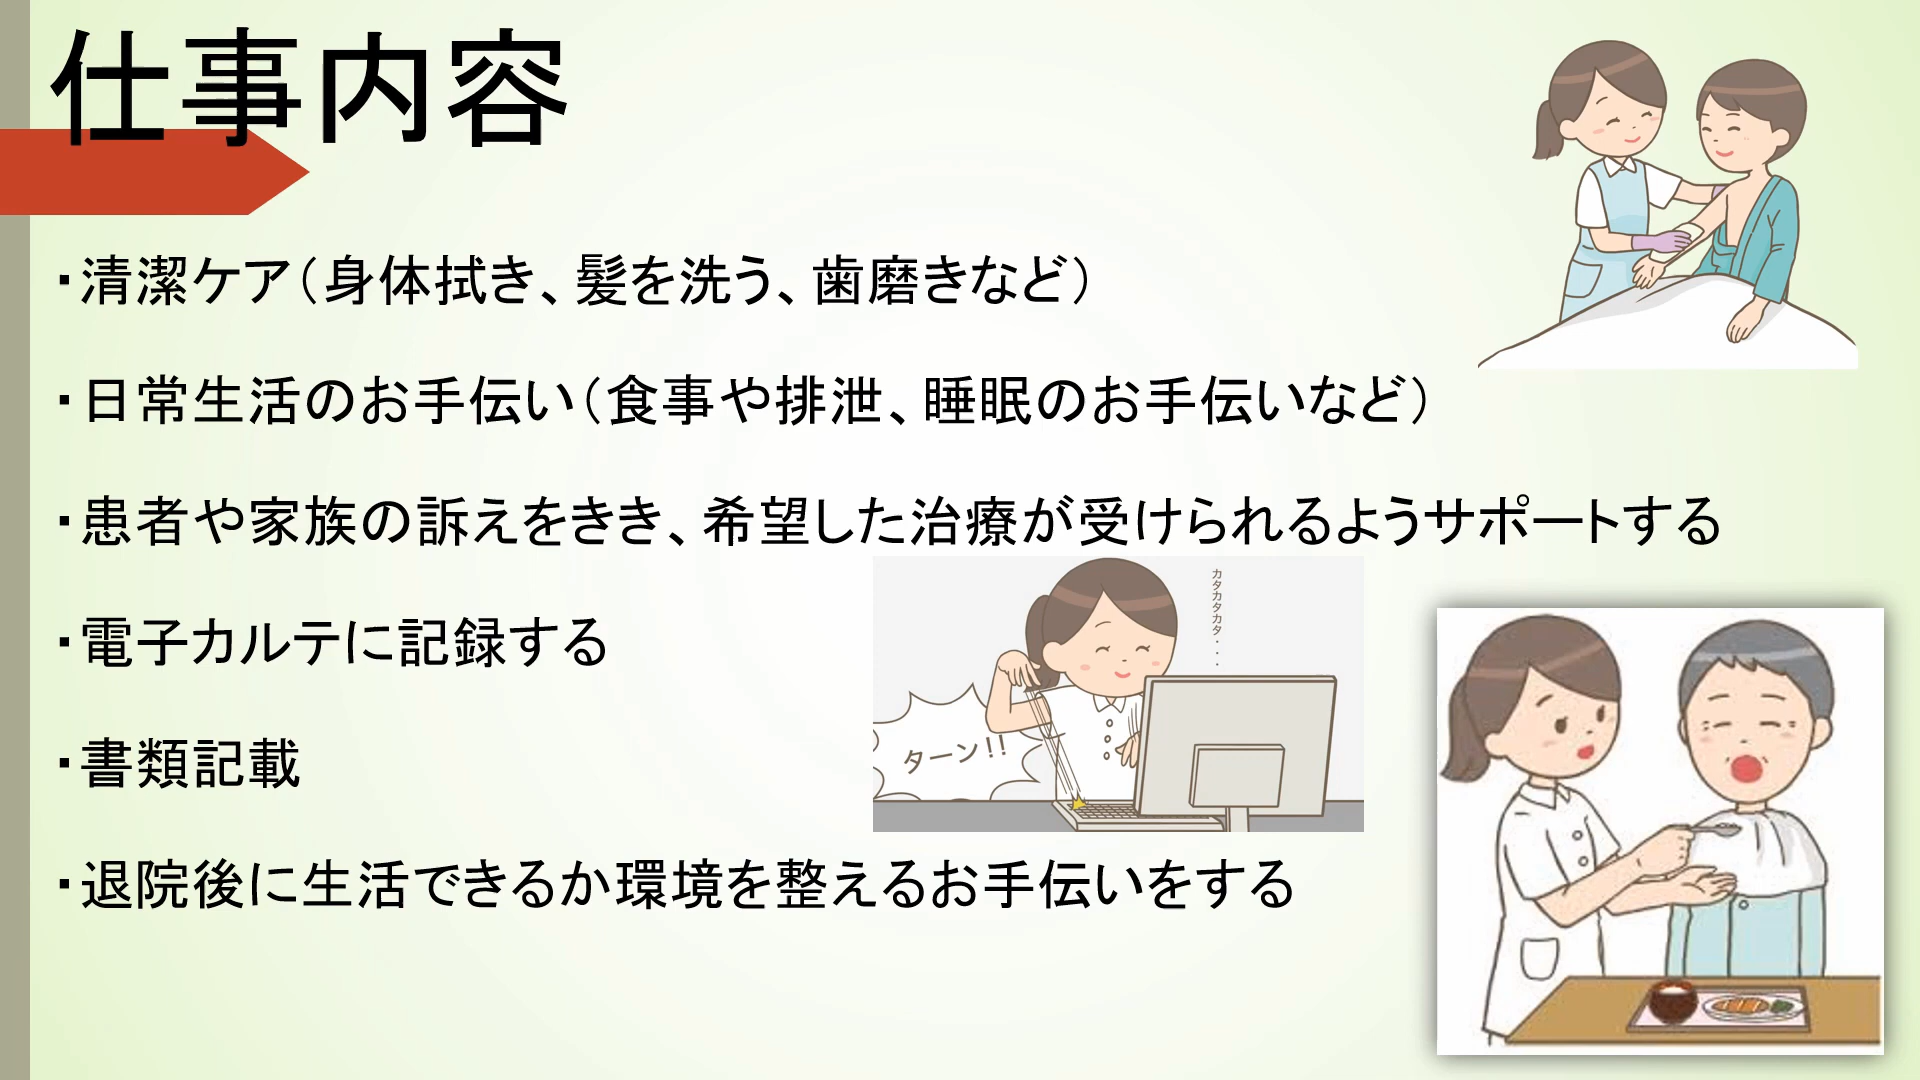 仕事内容
・清潔ケア（身体拭き、髪を洗う、歯磨きなど）
・日常生活のお手伝い（食事や排泄、睡眠のお手伝いなど）
・患者や家族の訴えをきき、希望した治療が受けられるようサポートする
カタカタカタ・・・
・電子カルテに記録する
ターン!!
・書類記載
・退院後に生活できるか環境を整えるお手伝いをする